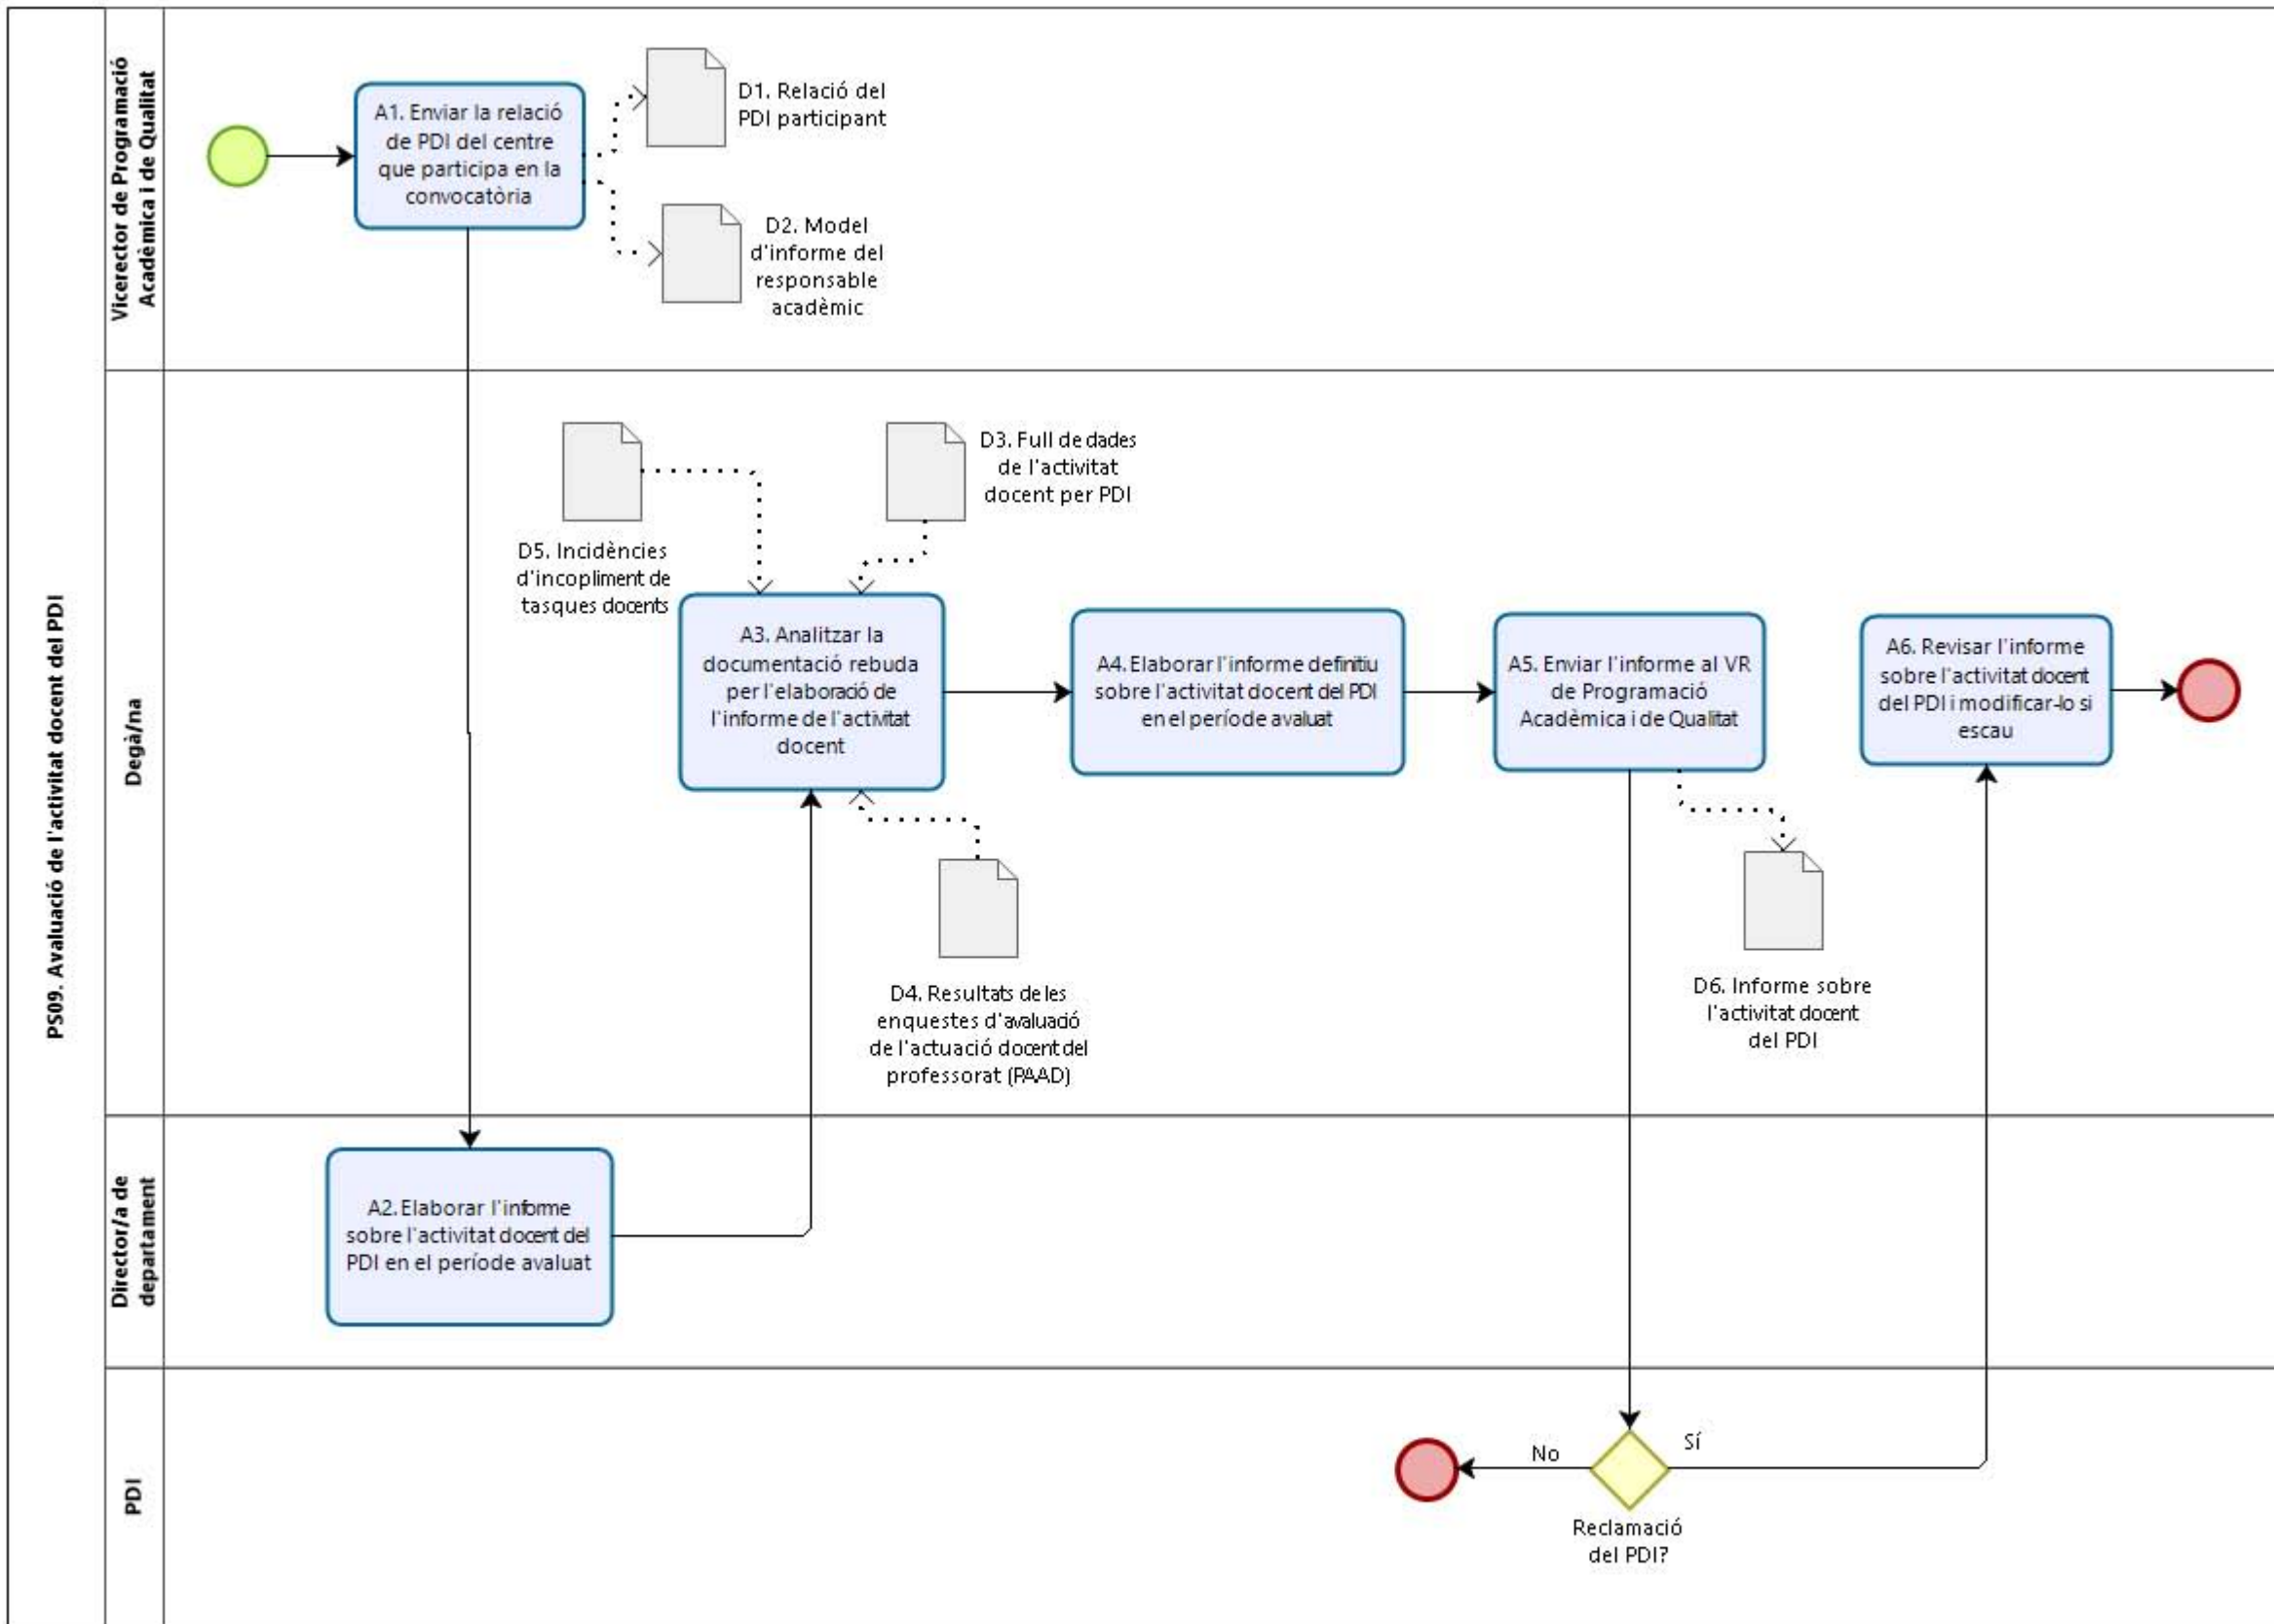 PS09. Avaluació de l'activitat docent del PDI
Vicerector de Programació
Acadèmica i de Qualitat
A1. Enviar la relació
de PDI del centre
que participa en la
convocatòria
D1. Relació del
PDI participant
D2. Model
d'informe del
responsable
acadèmic
Degà/na
D5. Incidències
d'incopliment de
tasques docents
D3. Full de dades
de l'activitat
docent per PDI
A3. Analitzar la
documentació rebuda
per l'elaboració de
l'informe de l'activitat
docent
A4. Elaborar l'informe definitiu
sobre l'activitat docent del PDI
en el període avaluat
A5. Enviar l'informe al VR
de Programació
Acadèmica i de Qualitat
A6. Revisar l'informe
sobre l'activitat docent
del PDI i modificar-lo si
escau
D4. Resultats de les
enquestes d'avaluació
de l'actuació docent del
professorat (PAAD)
D6. Informe sobre
l'activitat docent
del PDI
Director/a de
departament
A2. Elaborar l'informe
sobre l'activitat docent del
PDI en el període avaluat
PDI
No
Sí
Reclamació
del PDI?